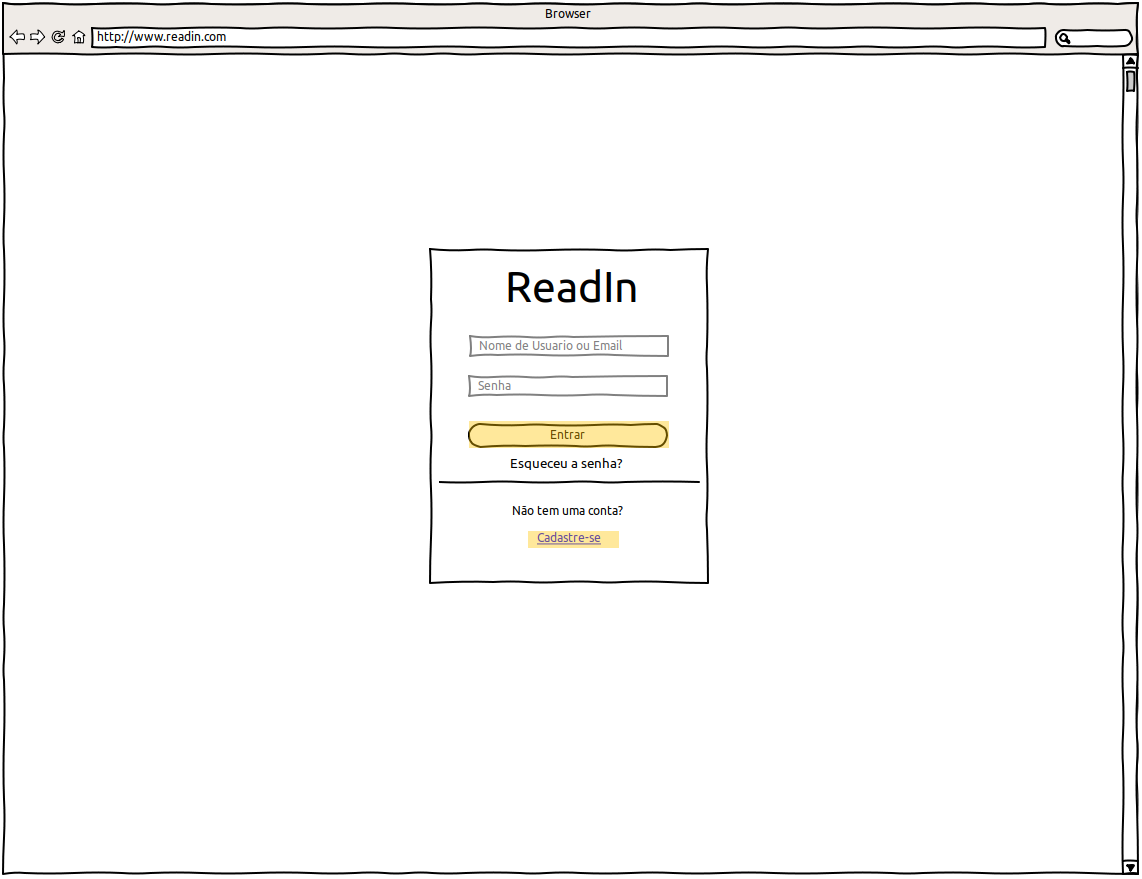 Browser
http://www.readin.com
ReadIn
Nome de Usuario ou Email
Senha
Entrar
Esqueceu a senha?
Não tem uma conta?
Cadastre-se